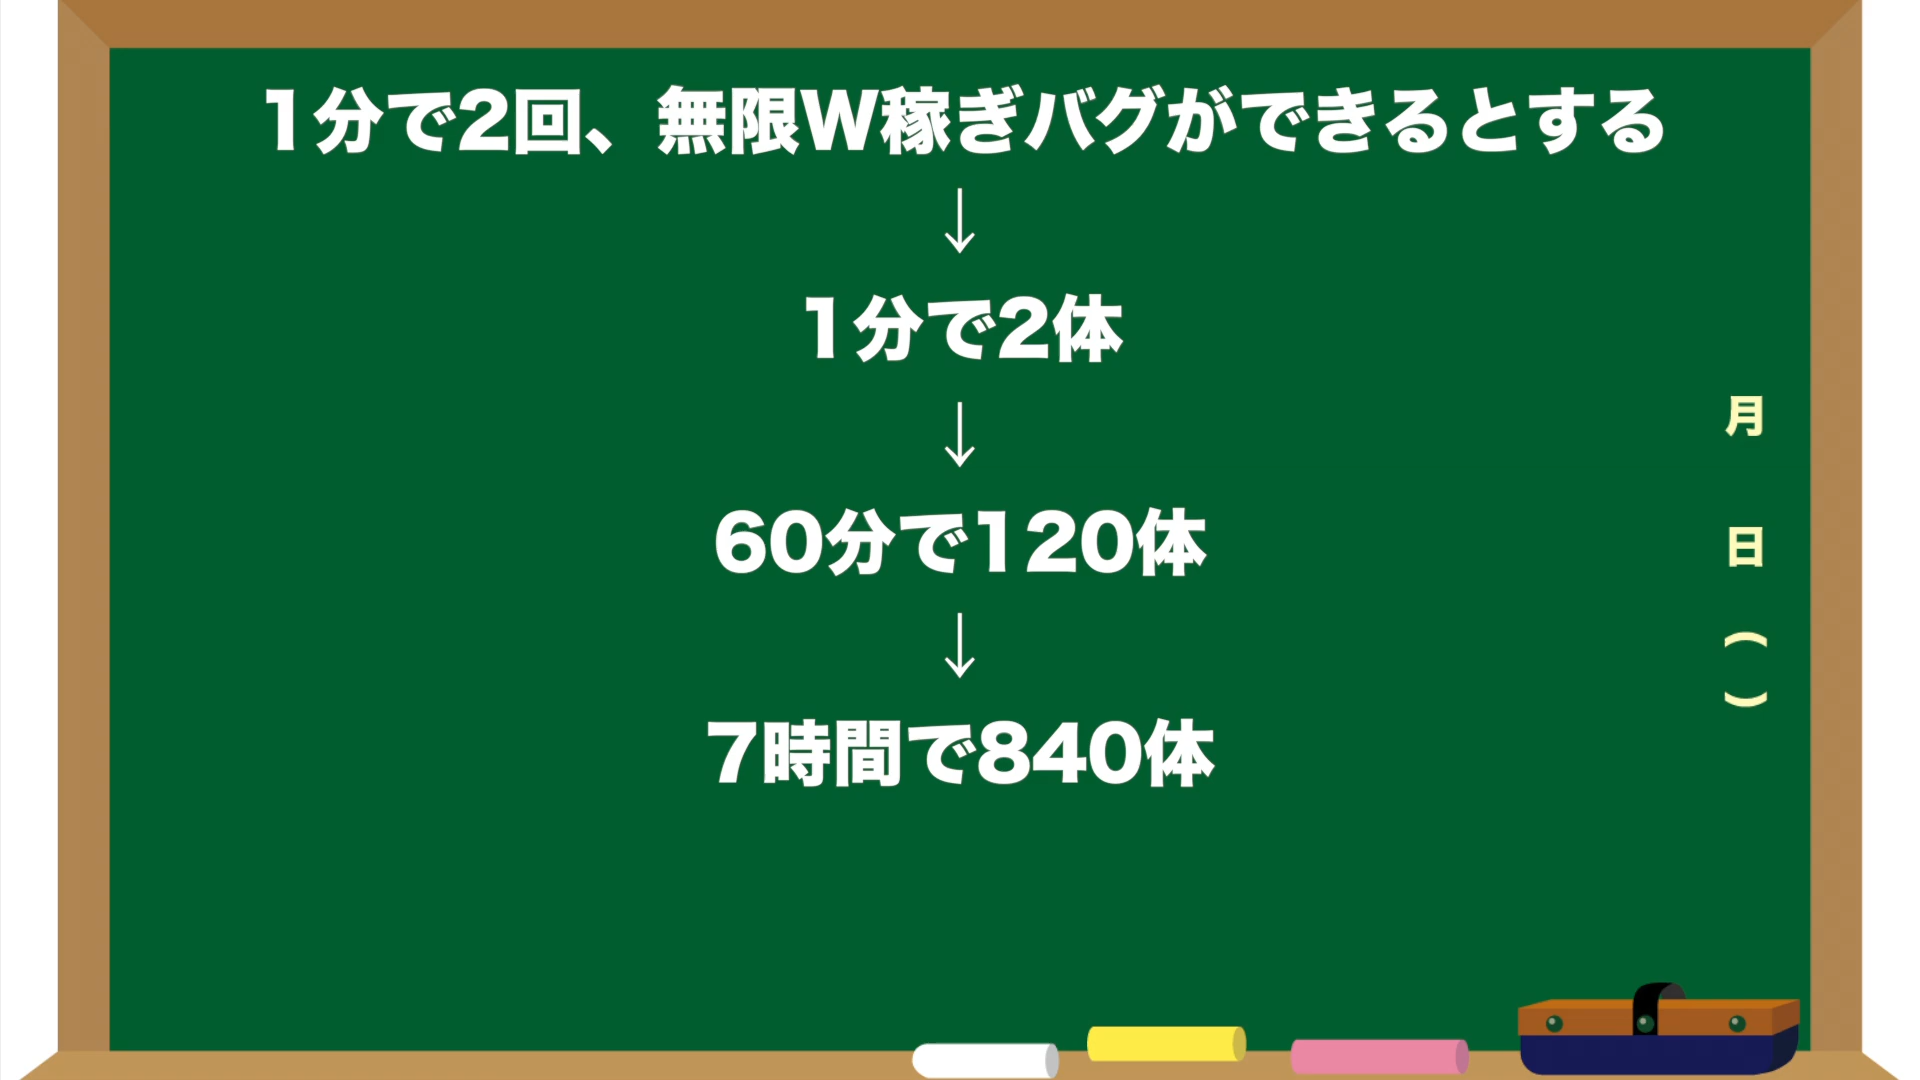 1分で2回、無限W稼ぎバグができるとする
↓
1分で2体
↓
60分で120体
↓
7時間で840体
月
日
( )